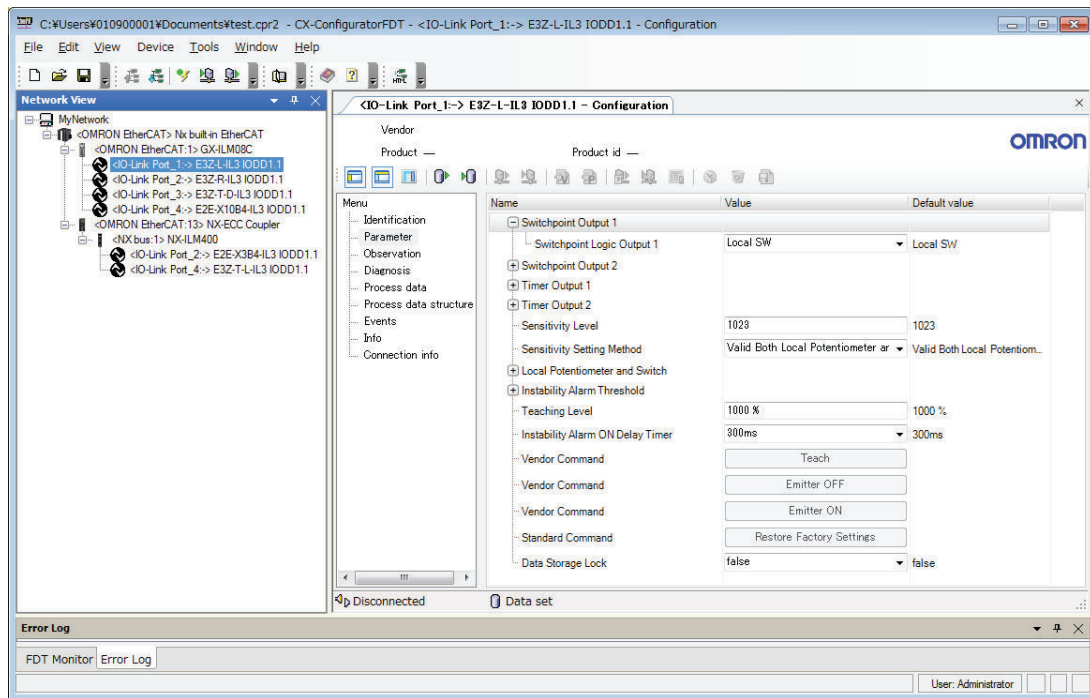 C:¥Users¥010900001¥Documents¥test.cpr2 - CX-ConfiguratorFDT - <IO-Link Port_1:-> E3Z-L-IL3 IODD1.1 - Configuration
File Edit View Device Tools Window Help
Network View
MyNetwork
<OMRON EtherCAT> Nx built-in EtherCAT
<OMRON EtherCAT:1> GX-ILM08C
<IO-Link Port_1:-> E3Z-L-IL3 IODD1.1
<IO-Link Port_2:-> E3Z-R-IL3 IODD1.1
<IO-Link Port_3:-> E3Z-T-D-IL3 IODD1.1
<IO-Link Port_4:-> E2E-X10B4-IL3 IODD1.1
<OMRON EtherCAT:13> NX-ECC Coupler
<NX bus:1> NX-ILM400
<IO-Link Port_2:-> E2E-X3B4-IL3 IODD1.1
<IO-Link Port_4:-> E3Z-T-L-IL3 IODD1.1
<IO-Link Port_1:-> E3Z-L-IL3 IODD1.1 - Configuration
Vendor
OMRON
Product — Product id —
Menu
Identification
Parameter
Observation
Diagnosis
Process data
Process data structure
Events
Info
Connection info
Name Value Default value
Switchpoint Output 1
Switchpoint Logic Output 1 Local SW Local SW
Switchpoint Output 2
Timer Output 1
Timer Output 2
Sensitivity Level 1023 1023
Sensitivity Setting Method Valid Both Local Potentiometer ar Valid Both Local Potentiom...
Local Potentiometer and Switch
Instability Alarm Threshold
Teaching Level 1000 % 1000 %
Instability Alarm ON Delay Timer 300ms 300ms
Vendor Command Teach
Vendor Command Emitter OFF
Vendor Command Emitter ON
Standard Command Restore Factory Settings
Data Storage Lock false false
Disconnected Data set
Error Log
FDT Monitor Error Log
User: Administrator